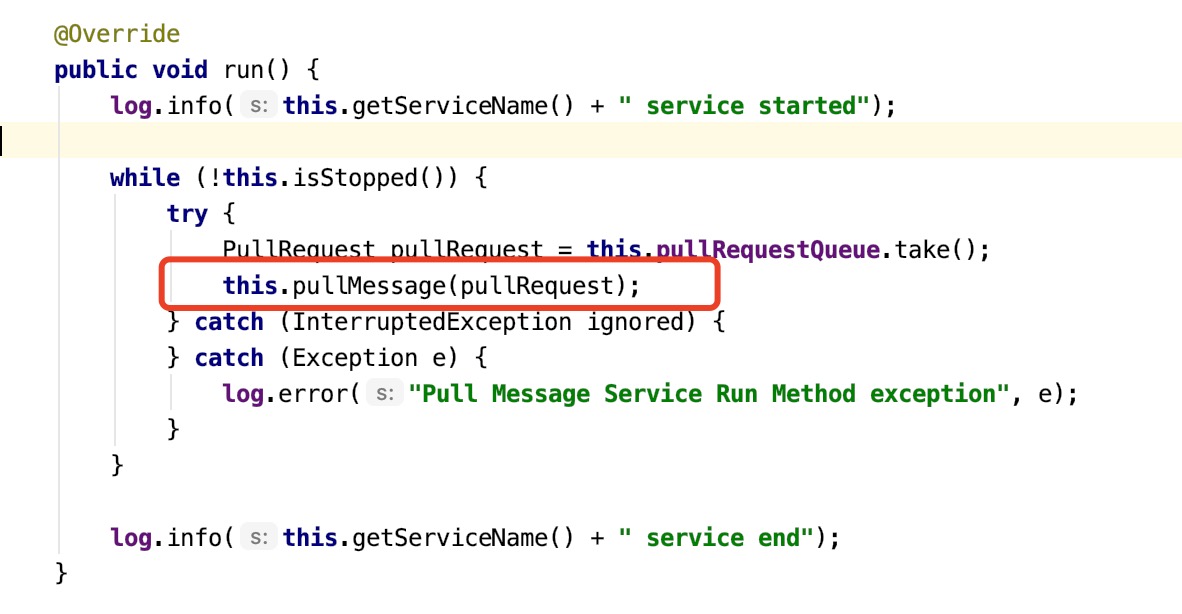 @Override
public void run() {
    log.info( s: this.getServiceName() + " service started");

    while (!this.isStopped()) {
        try {
            PullRequest pullRequest = this.pullRequestQueue.take();
            this.pullMessage(pullRequest);
        } catch (InterruptedException ignored) {
        } catch (Exception e) {
            log.error( s: "Pull Message Service Run Method exception", e);
        }
    }

    log.info( s: this.getServiceName() + " service end");
}